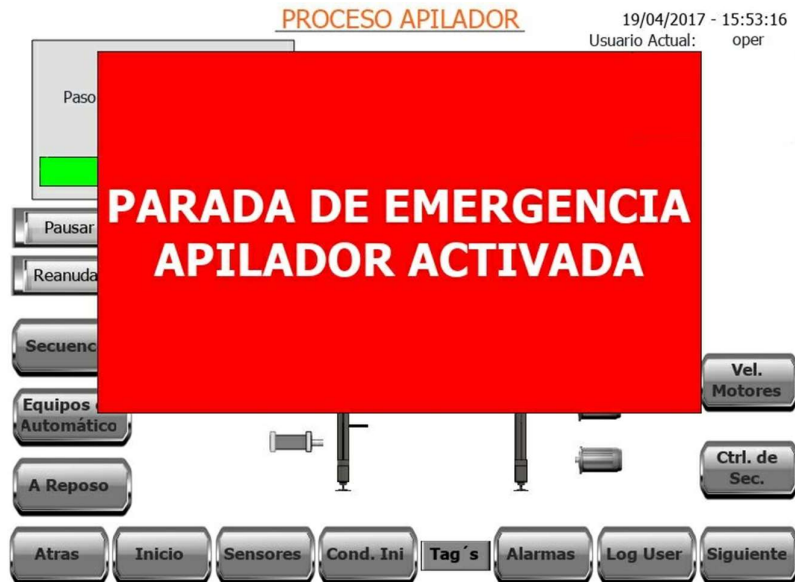 PROCESO APILADOR
19/04/2017 - 15:53:16
Usuario Actual: oper
Paso
PARADA DE EMERGENCIA
APILADOR ACTIVADA
Pausar
Reanuda
Secuenc
Equipos
Automático
A Reposo
Vel.
Motores
Ctrl. de
Sec.
Atras Inicio Sensores Cond. Ini Tag´s Alarmas Log User Siguiente